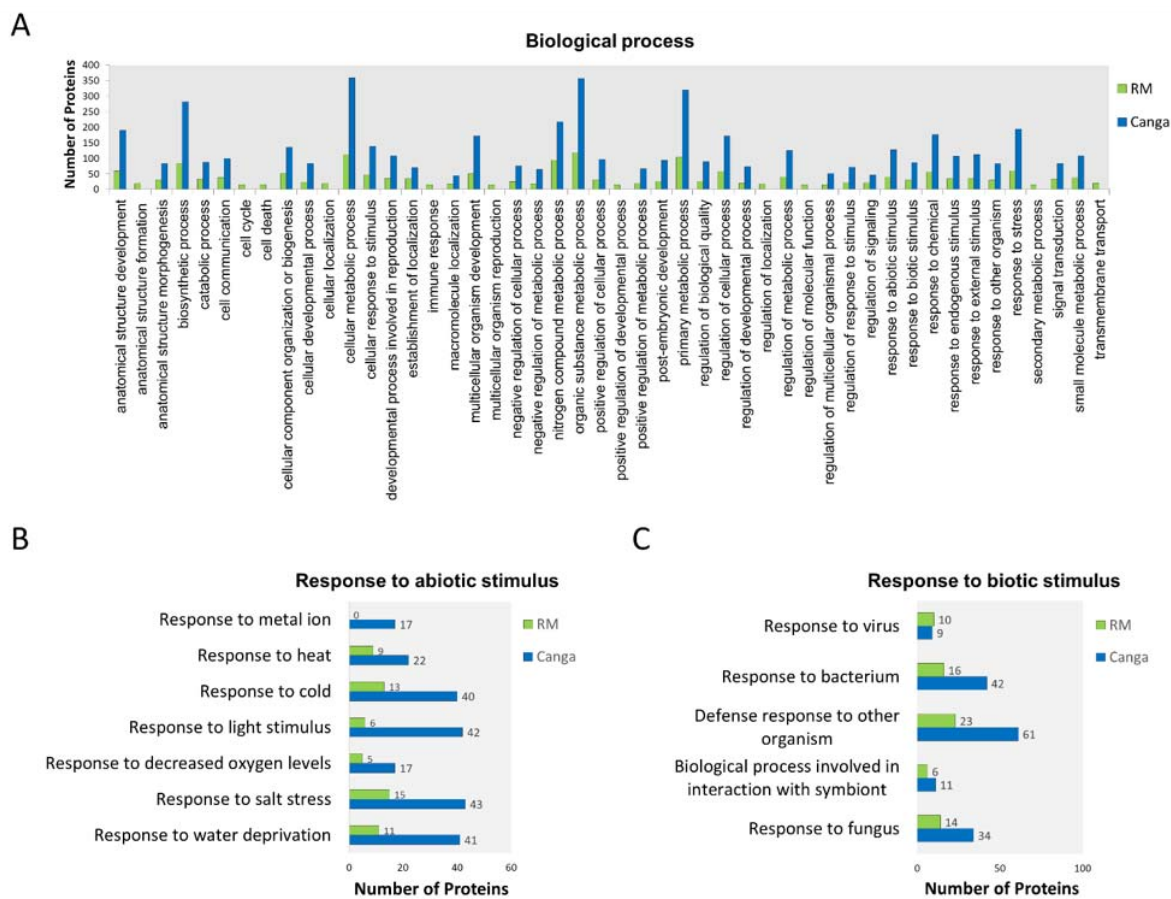 A
Biological process
Number of Proteins
400
350
300
250
200
150
100
50
0
RM
Canga
anatomical structure development
anatomical structure formation
anatomical structure morphogenesis
biosynthetic process
catabolic process
cell communication
cell cycle
cell death
cellular component organization or biogenesis
cellular developmental process
cellular localization
cellular metabolic process
cellular response to stimulus
developmental process involved in reproduction
establishment of localization
immune response
macromolecule localization
multicellular organism development
multicellular organism reproduction
negative regulation of cellular process
negative regulation of metabolic process
nitrogen compound metabolic process
organic substance metabolic process
positive regulation of cellular process
positive regulation of developmental process
positive regulation of metabolic process
post-embryonic development
primary metabolic process
regulation of biological quality
regulation of cellular process
regulation of developmental process
regulation of localization
regulation of metabolic process
regulation of molecular function
regulation of multicellular organismal process
regulation of response to stimulus
regulation of signaling
response to abiotic stimulus
response to biotic stimulus
response to chemical
response to endogenous stimulus
response to external stimulus
response to other organism
response to stress
secondary metabolic process
signal transduction
small molecule metabolic process
transmembrane transport
B
Response to abiotic stimulus
Response to metal ion
0
17
Response to heat
9
22
Response to cold
13
40
Response to light stimulus
6
42
Response to decreased oxygen levels
5
17
Response to salt stress
15
43
Response to water deprivation
11
41
0 20 40 60
Number of Proteins
RM
Canga
C
Response to biotic stimulus
Response to virus
10
9
Response to bacterium
16
42
Defense response to other
organism
23
61
Biological process involved in
interaction with symbiont
6
11
Response to fungus
14
34
0 50 100
Number of Proteins
RM
Canga